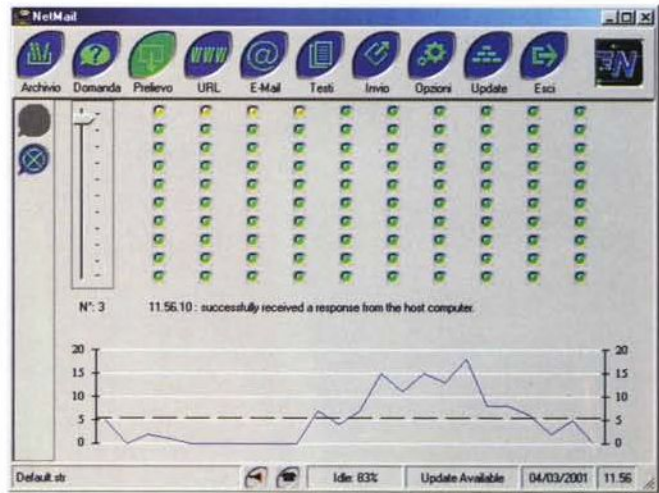 NetMail
Archivio Domanda Prelievo URL E-Mail Testi Invio Opzioni Update Esci
N°: 3 11.56.10 : successfully received a response from the host computer.
20 20
15 15
10 10
5 5
0 0
Default.str Idle: 83% Update Available 04/03/2001 11.56